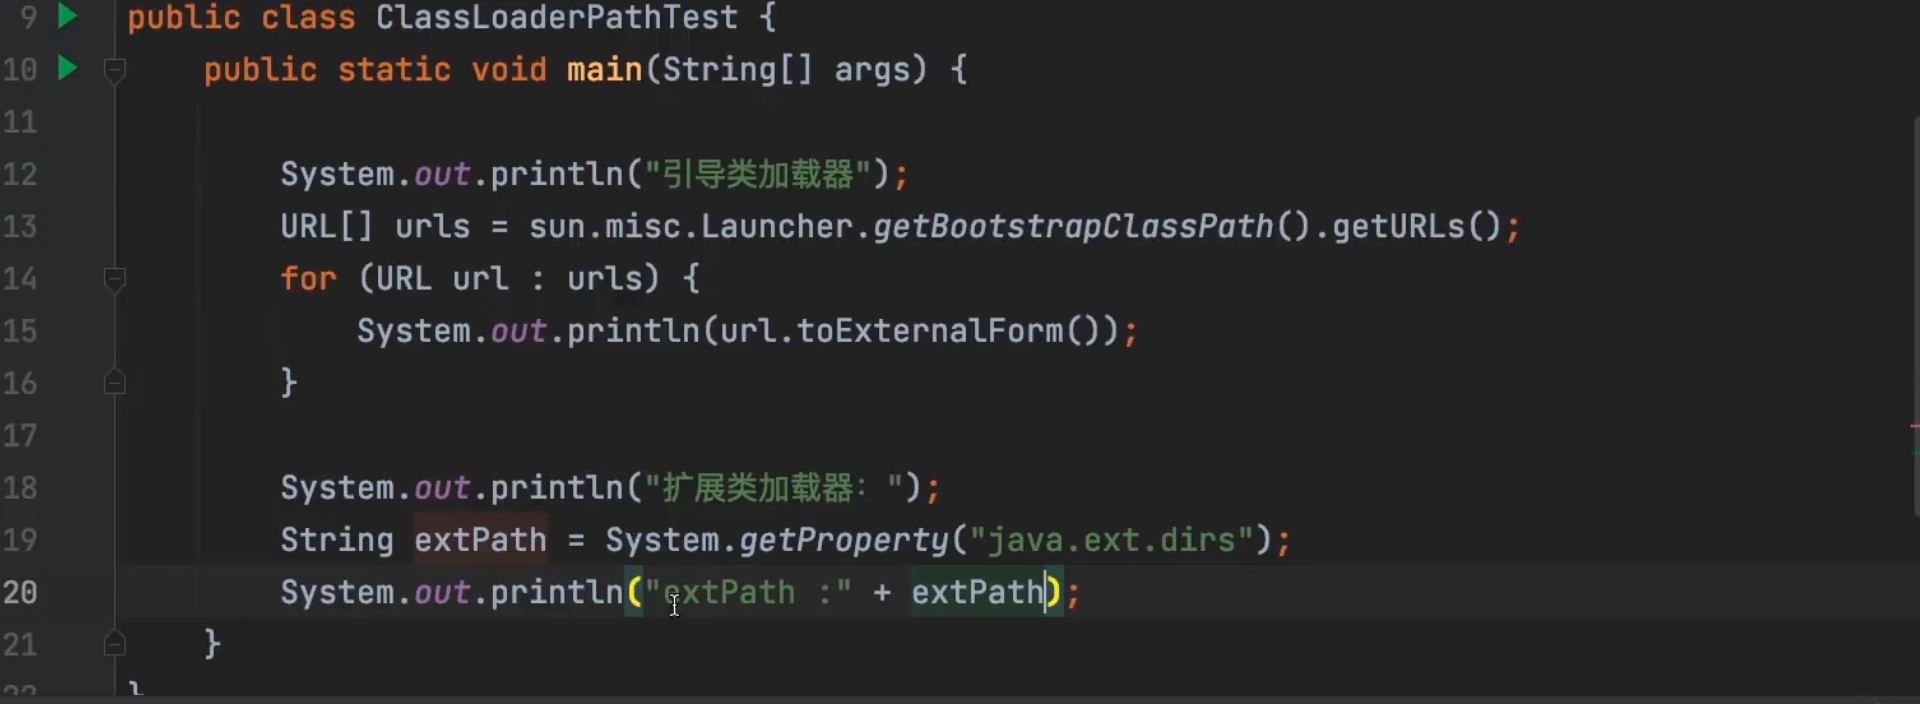 9 public class ClassLoaderPathTest {
10 public static void main(String[] args) {
11
12 System.out.println("引导类加载器");
13 URL[] urls = sun.misc.Launcher.getBootstrapClassPath().getURLs();
14 for (URL url : urls) {
15 System.out.println(url.toExternalForm());
16 }
17
18 System.out.println("扩展类加载器：");
19 String extPath = System.getProperty("java.ext.dirs");
20 System.out.println("extPath :" + extPath);
21 }
22 }